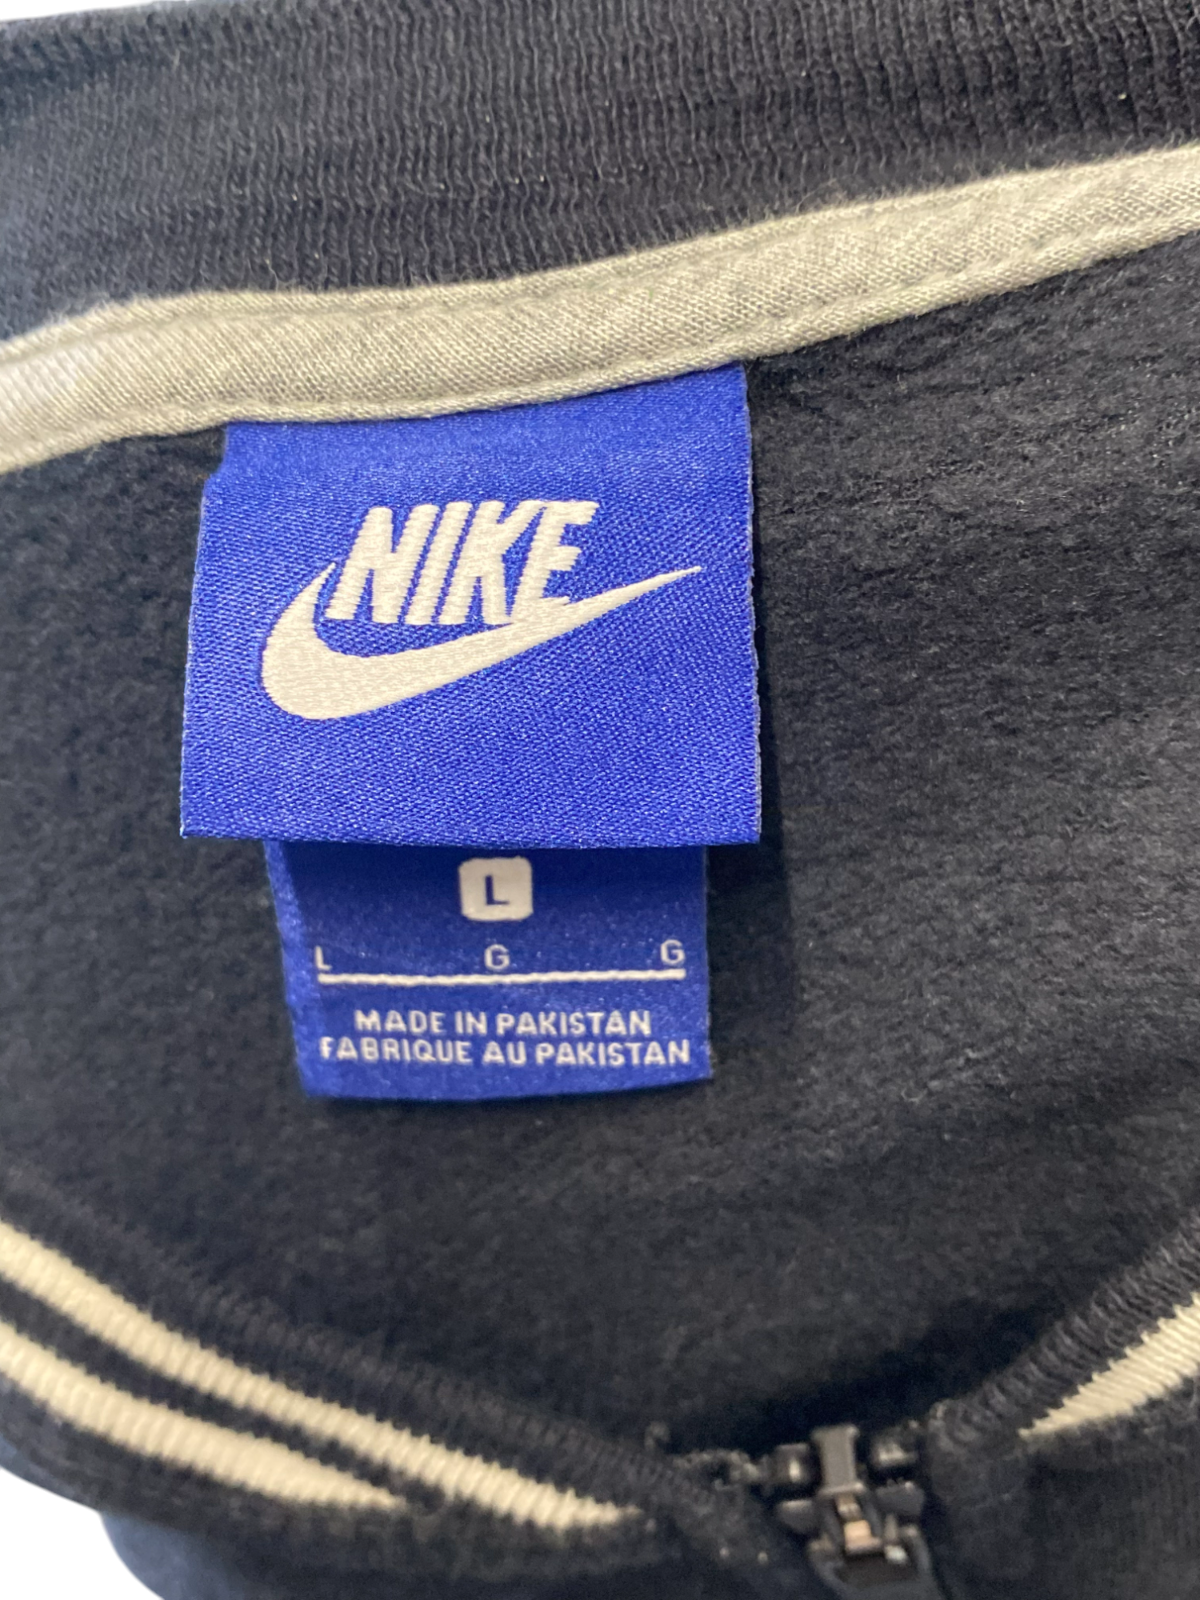 NIKE
L
L G G
MADE IN PAKISTAN
FABRIQUE AU PAKISTAN